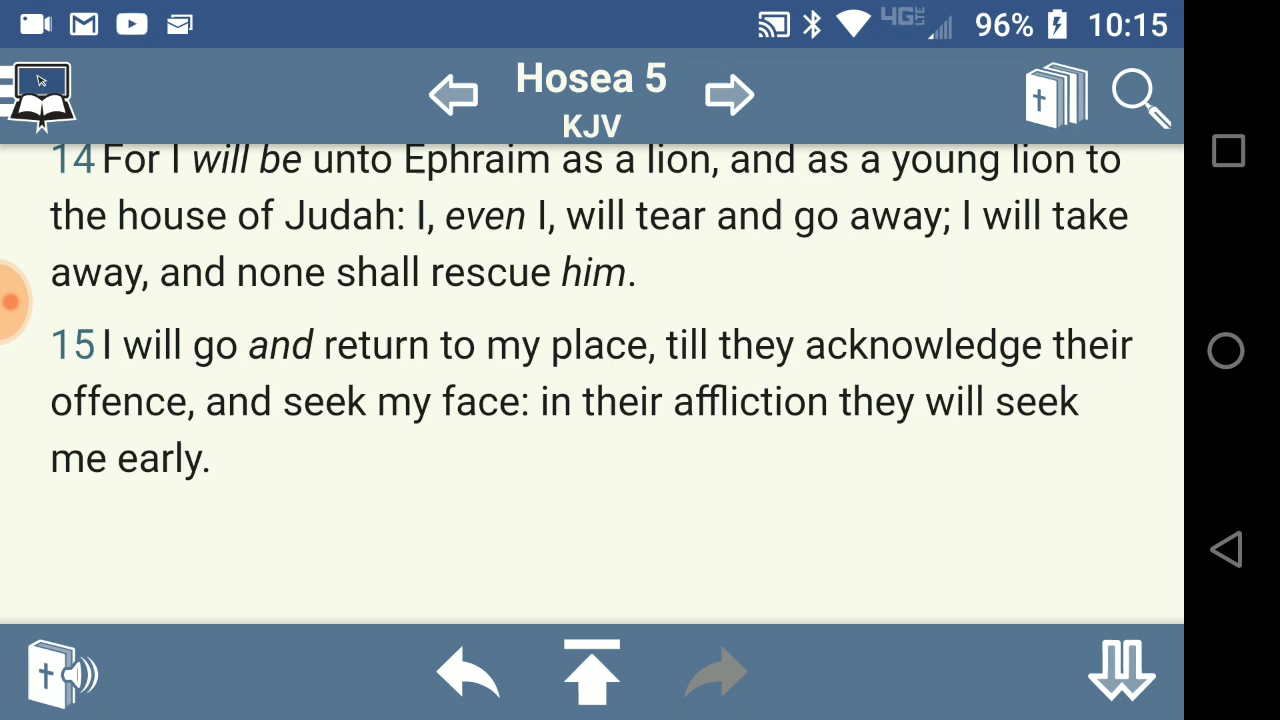 4G LTE 96% 10:15
Hosea 5
KJV
14 For I will be unto Ephraim as a lion, and as a young lion to
the house of Judah: I, even I, will tear and go away; I will take
away, and none shall rescue him.
15 I will go and return to my place, till they acknowledge their
offence, and seek my face: in their affliction they will seek
me early.